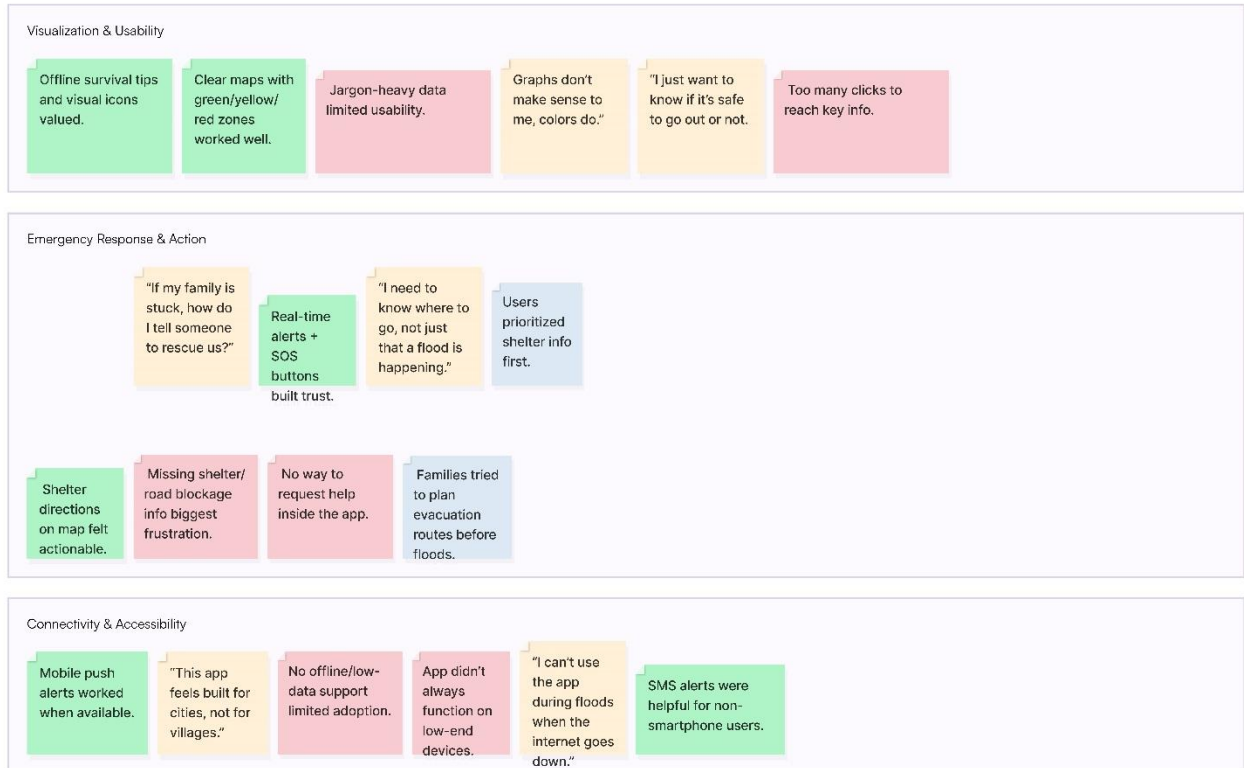 Visualization & Usability
Offline survival tips
and visual icons
valued.
Clear maps with
green/yellow/
red zones
worked well.
Jargon-heavy data
limited usability.
Graphs don’t
make sense to
me, colors do.”
“I just want to
know if it’s safe
to go out or not.
Too many clicks to
reach key info.
Emergency Response & Action
“If my family is
stuck, how do
I tell someone
to rescue us?”
Real-time
alerts +
SOS
buttons
built trust.
“I need to
know where to
go, not just
that a flood is
happening.”
Users
prioritized
shelter info
first.
Shelter
directions
on map felt
actionable.
Missing shelter/
road blockage
info biggest
frustration.
No way to
request help
inside the app.
Families tried
to plan
evacuation
routes before
floods.
Connectivity & Accessibility
Mobile push
alerts worked
when available.
“This app
feels built for
cities, not for
villages.”
No offline/low-
data support
limited adoption.
App didn’t
always
function on
low-end
devices.
“I can’t use
the app
during floods
when the
internet goes
down.”
SMS alerts were
helpful for non-
smartphone users.